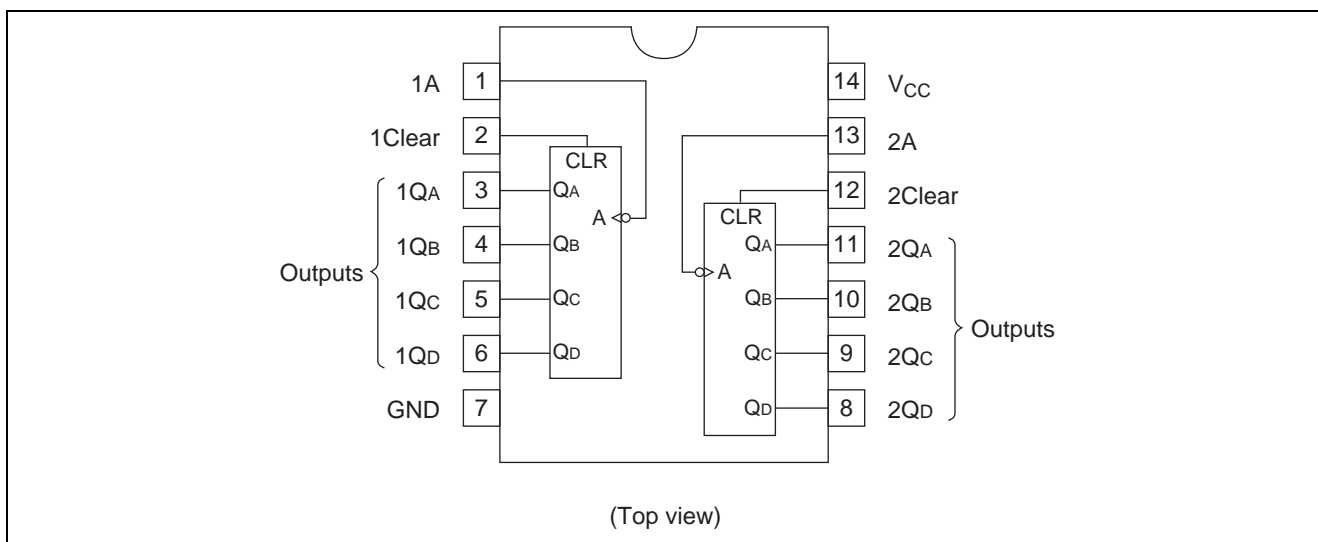 1A 1 14 VCC
1Clear 2 13 2A
CLR
1QA 3 QA 12 2Clear
A CLR
1QB 4 QB QA 11 2QA
Outputs A Outputs
1QC 5 QC QB 10 2QB
1QD 6 QD QC 9 2QC
GND 7 QD 8 2QD
(Top view)